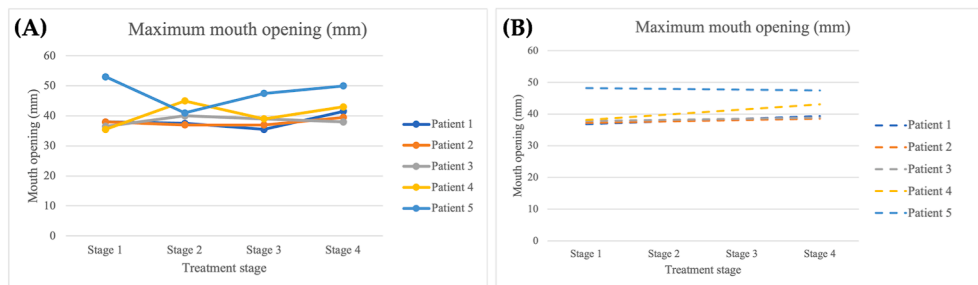 (A)
Maximum mouth opening (mm)
60
50
40
30
20
10
0
Mouth opening (mm)
Stage 1
Stage 2
Stage 3
Stage 4
Treatment stage
Patient 1
Patient 2
Patient 3
Patient 4
Patient 5
(B)
Maximum mouth opening (mm)
60
50
40
30
20
10
0
Mouth opening (mm)
Stage 1
Stage 2
Stage 3
Stage 4
Treatment stage
Patient 1
Patient 2
Patient 3
Patient 4
Patient 5